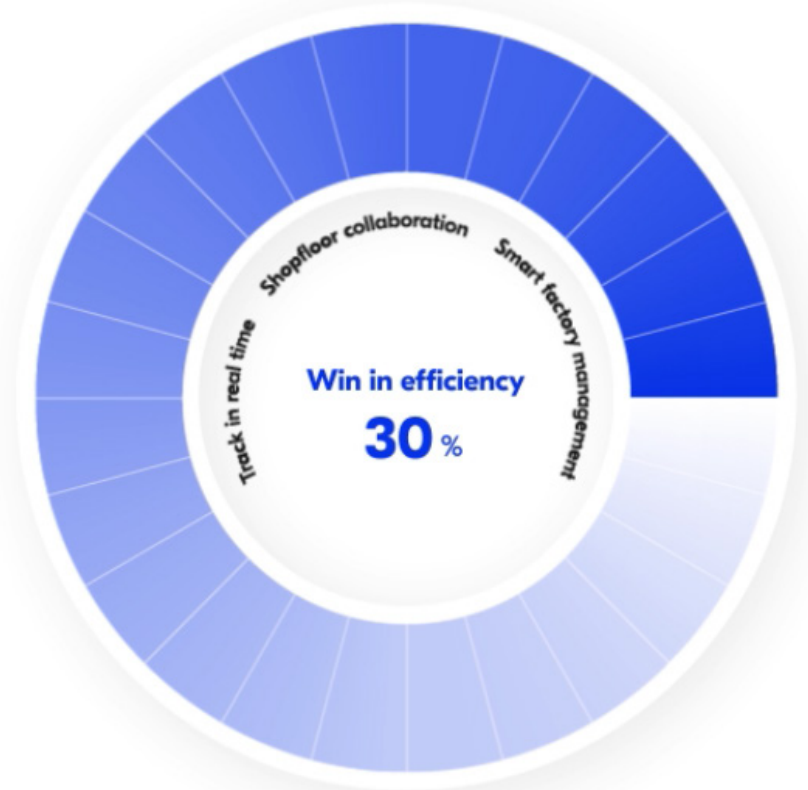 Track in real time
Shopfloor collaboration
Smart factory management
Win in efficiency
30 %